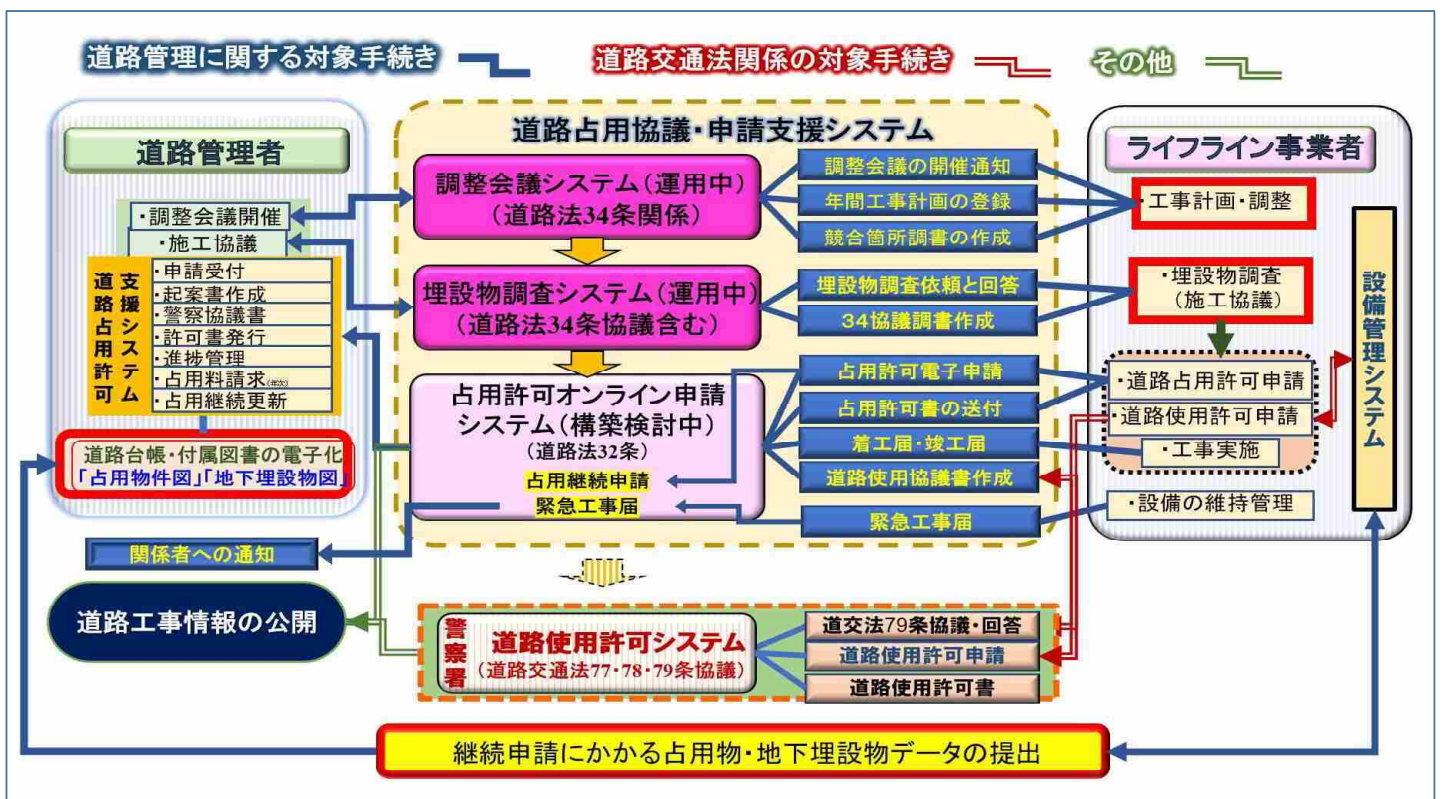 道路管理に関する対象手続き
道路交通法関係の対象手続き
その他
道路管理者
・調整会議開催
・施工協議
道路占用許可
支援システム
・申請受付
・起案書作成
・警察協議書
・許可書発行
・進捗管理
・占用料請求(年次)
・占用継続更新
道路台帳・付属図書の電子化
「占用物件図」「地下埋設物図」
関係者への通知
道路工事情報の公開
道路占用協議・申請支援システム
調整会議システム(運用中)
(道路法34条関係)
埋設物調査システム(運用中)
(道路法34条協議含む)
占用許可オンライン申請
システム(構築検討中)
(道路法32条)
占用継続申請
緊急工事届
調整会議の開催通知
年間工事計画の登録
競合箇所調書の作成
埋設物調査依頼と回答
34協議調書作成
占用許可電子申請
占用許可書の送付
着工届・竣工届
道路使用協議書作成
緊急工事届
警察署
道路使用許可システム
(道路交通法77・78・79条協議)
道交法79条協議・回答
道路使用許可申請
道路使用許可書
ライフライン事業者
・工事計画・調整
・埋設物調査
(施工協議)
・道路占用許可申請
・道路使用許可申請
・工事実施
・設備の維持管理
設備管理システム
継続申請にかかる占用物・地下埋設物データの提出